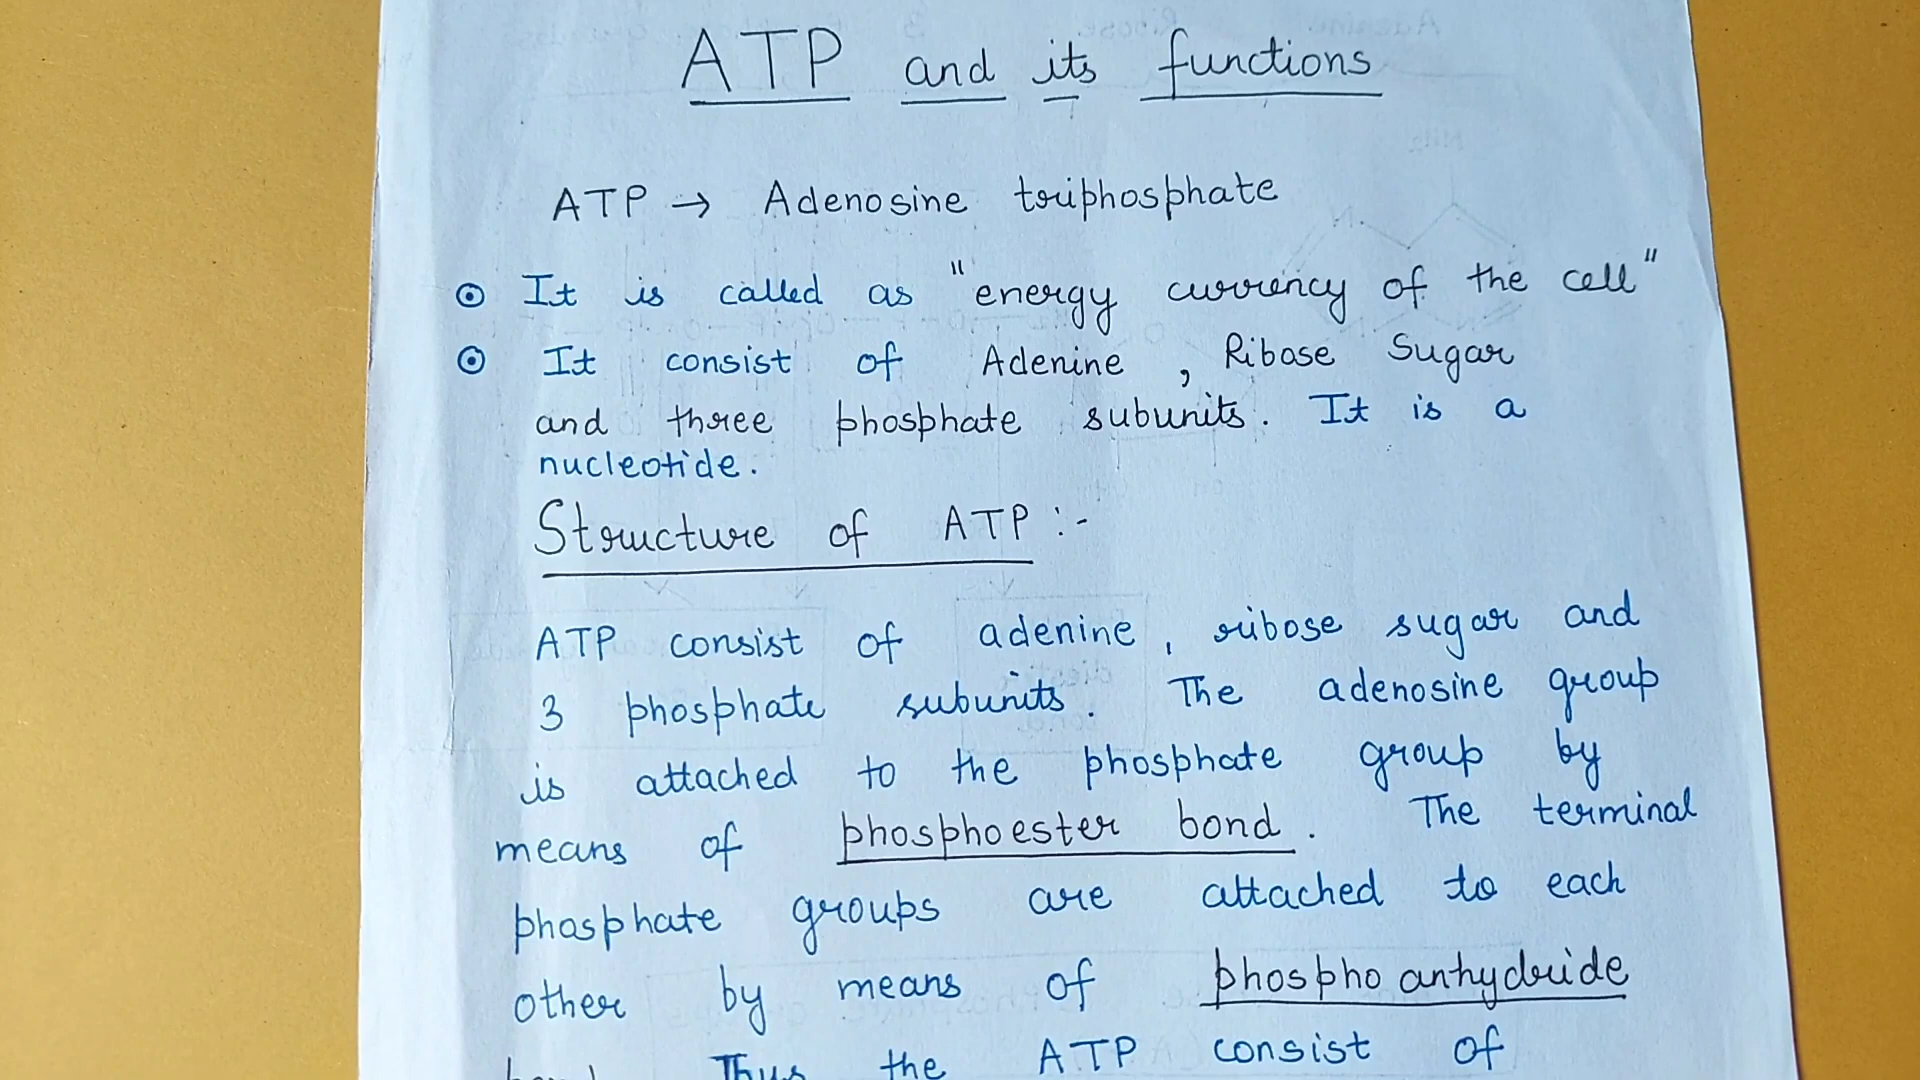 ATP and its functions
ATP → Adenosine triphosphate
⊙ It is called as "energy currency of the cell"
⊙ It consist of Adenine, Ribose Sugar
and three phosphate subunits. It is a
nucleotide.
Structure of ATP :-
ATP consist of adenine, ribose sugar and
3 phosphate subunits. The adenosine group
is attached to the phosphate group by
means of phosphoester bond. The terminal
phosphate groups are attached to each
other by means of phospho anhydride
Thus the ATP consist of